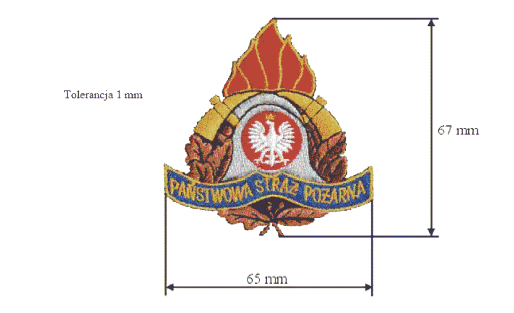 Tolerancja 1 mm
67 mm
PAŃSTWOWA STRAŻ POŻARNA
65 mm